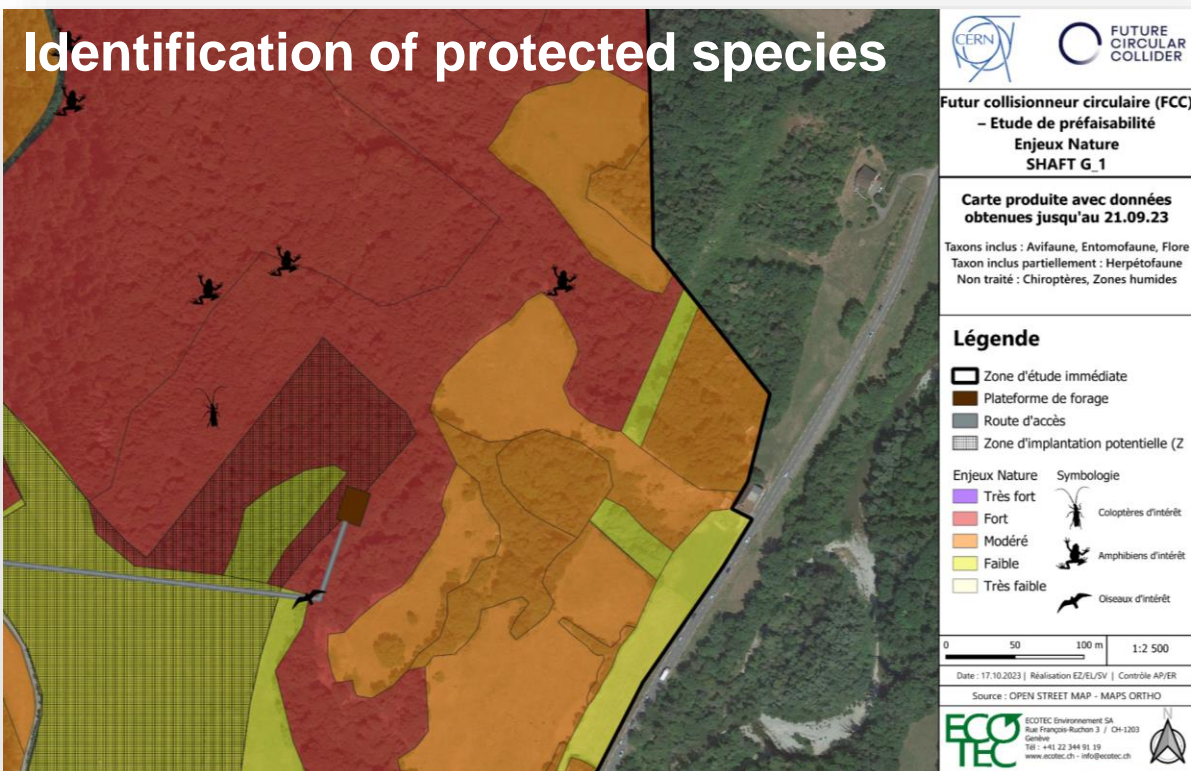 Identification of protected species
CERN
FUTURE
CIRCULAR
COLLIDER
Futur collisionneur circulaire (FCC)
– Etude de préfaisabilité
Enjeux Nature
SHAFT G_1
Carte produite avec données
obtenues jusqu'au 21.09.23
Taxons inclus : Avifaune, Entomofaune, Flore
Taxon inclus partiellement : Herpétofaune
Non traité : Chiroptères, Zones humides
Légende
Zone d'étude immédiate
Plateforme de forage
Route d'accès
Zone d'implantation potentielle (Z
Enjeux Nature
Très fort
Fort
Modéré
Faible
Très faible
Symbologie
Coloptères d'intérêt
Amphibiens d'intérêt
Oiseaux d'intérêt
0 50 100 m
1:2 500
Date : 17.10.2023 | Réalisation EZ/EL/SV | Contrôle AP/ER
Source : OPEN STREET MAP - MAPS ORTHO
ECO
TEC
ECOTEC Environnement SA
Rue François-Ruchon 3 / CH-1203
Genève
Tél : +41 22 344 91 19
www.ecotec.ch - info@ecotec.ch
N